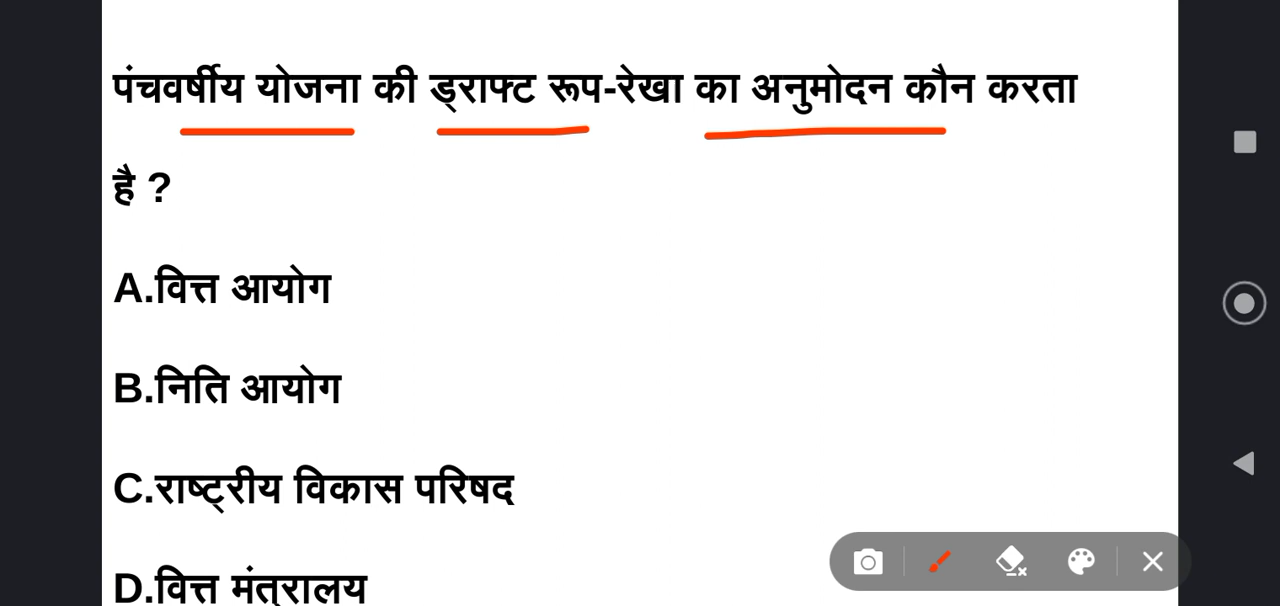 पंचवर्षीय योजना की ड्राफ्ट रूप-रेखा का अनुमोदन कौन करता
है ?
A.वित्त आयोग
B.निति आयोग
C.राष्ट्रीय विकास परिषद
D.वित्त मंत्रालय